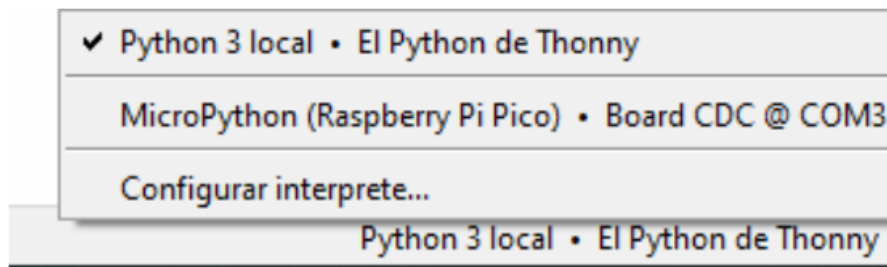 ✔ Python 3 local • El Python de Thonny
MicroPython (Raspberry Pi Pico) • Board CDC @ COM3
Configurar interprete...
Python 3 local • El Python de Thonny